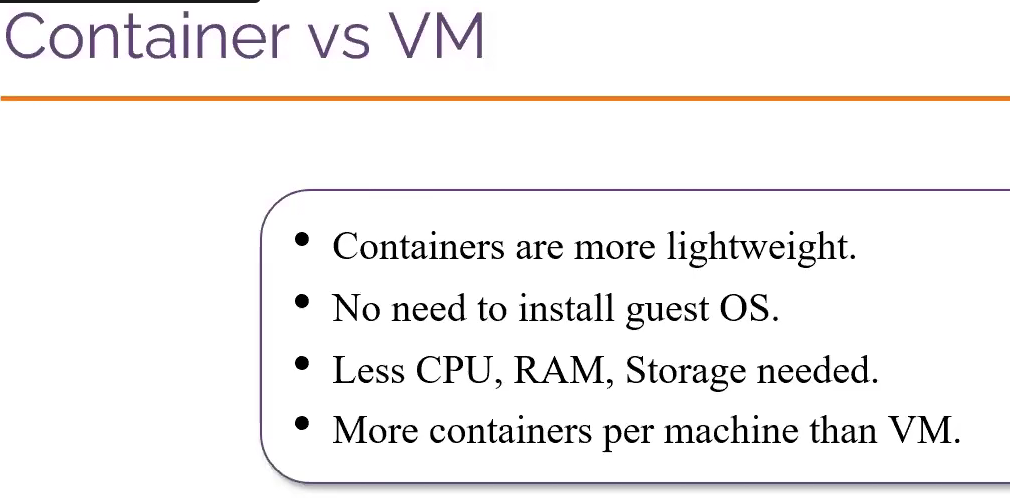 Container vs VM
• Containers are more lightweight.
• No need to install guest OS.
• Less CPU, RAM, Storage needed.
• More containers per machine than VM.